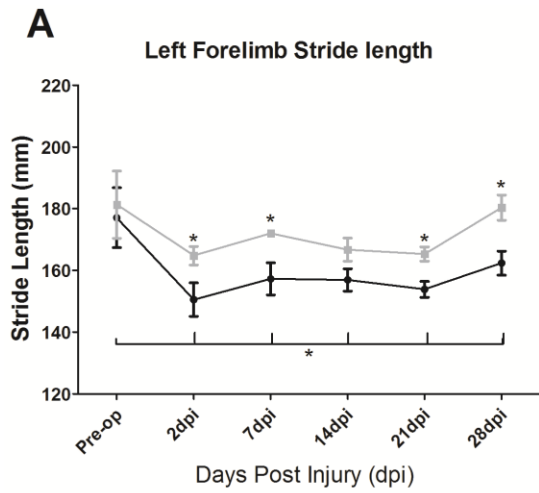 A
Left Forelimb Stride length
Stride Length (mm)
220
200
180
160
140
120
*
*
*
*
*
Pre-op
2dpi
7dpi
14dpi
21dpi
28dpi
Days Post Injury (dpi)